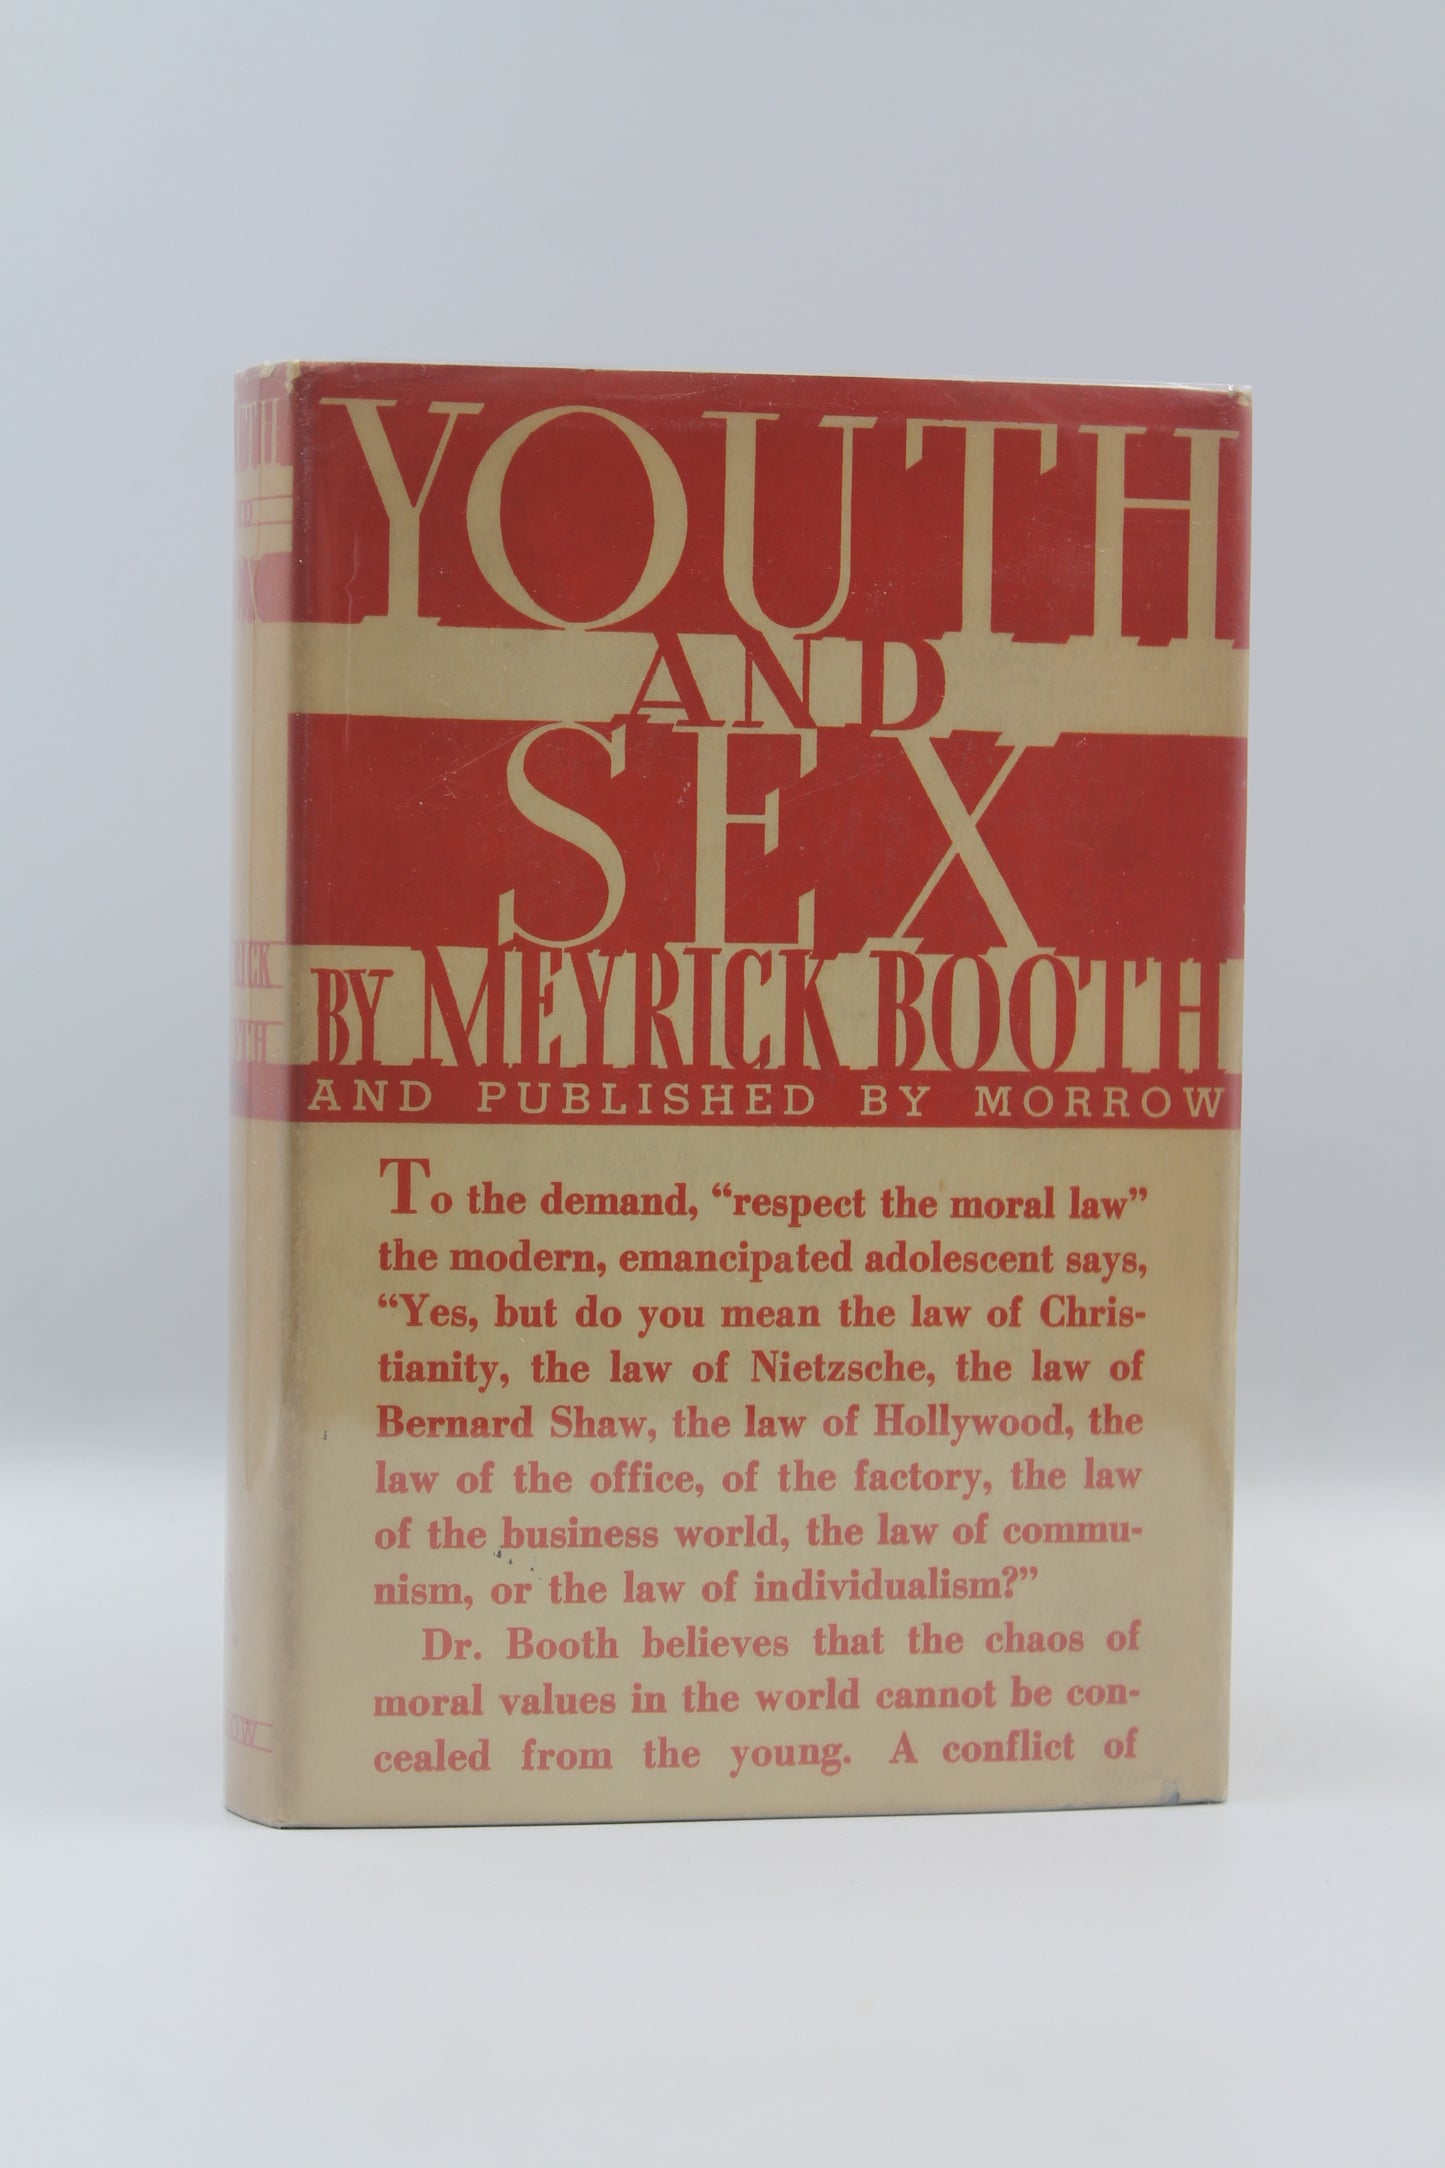 YOUTH
AND
SEX
BY MEYRICK BOOTH
AND PUBLISHED BY MORROW
To the demand, “respect the moral law”
the modern, emancipated adolescent says,
“Yes, but do you mean the law of Chris-
tianity, the law of Nietzsche, the law of
Bernard Shaw, the law of Hollywood, the
law of the office, of the factory, the law
of the business world, the law of commu-
nism, or the law of individualism?”
Dr. Booth believes that the chaos of
moral values in the world cannot be con-
cealed from the young. A conflict of